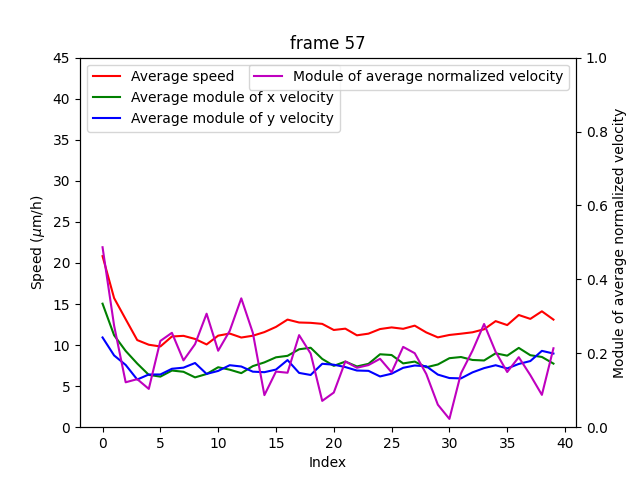 frame 57
Average speed
Average module of x velocity
Average module of y velocity
Module of average normalized velocity
45
40
35
30
25
20
15
10
5
0
Speed (μm/h)
1.0
0.8
0.6
0.4
0.2
0.0
Module of average normalized velocity
0 5 10 15 20 25 30 35 40
Index